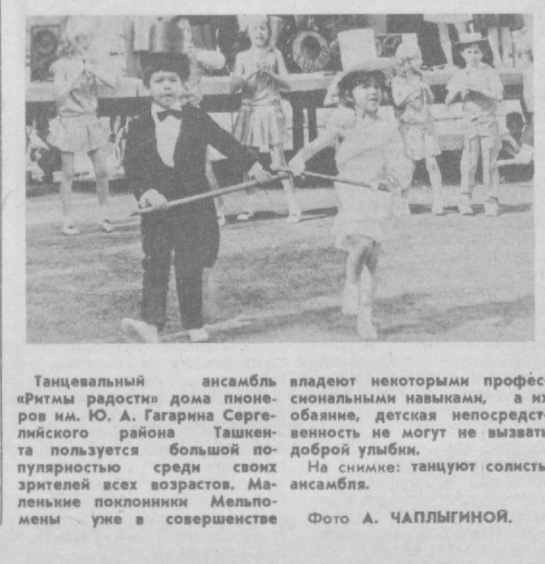 Танцевальный ансамбль
«Ритмы радости» дома пионе-
ров им. Ю. А. Гагарина Серге-
лийского района Ташкен-
та пользуется большой по-
пулярностью среди своих
зрителей всех возрастов. Ма-
ленькие поклонники Мельпо-
мены уже в совершенстве
владеют некоторыми профес-
сиональными навыками, а их
обаяние, детская непосредст-
венность не могут не вызвать
доброй улыбки.
На снимке: танцуют солисты
ансамбля.
Фото А. ЧАПЛЫГИНОЙ.